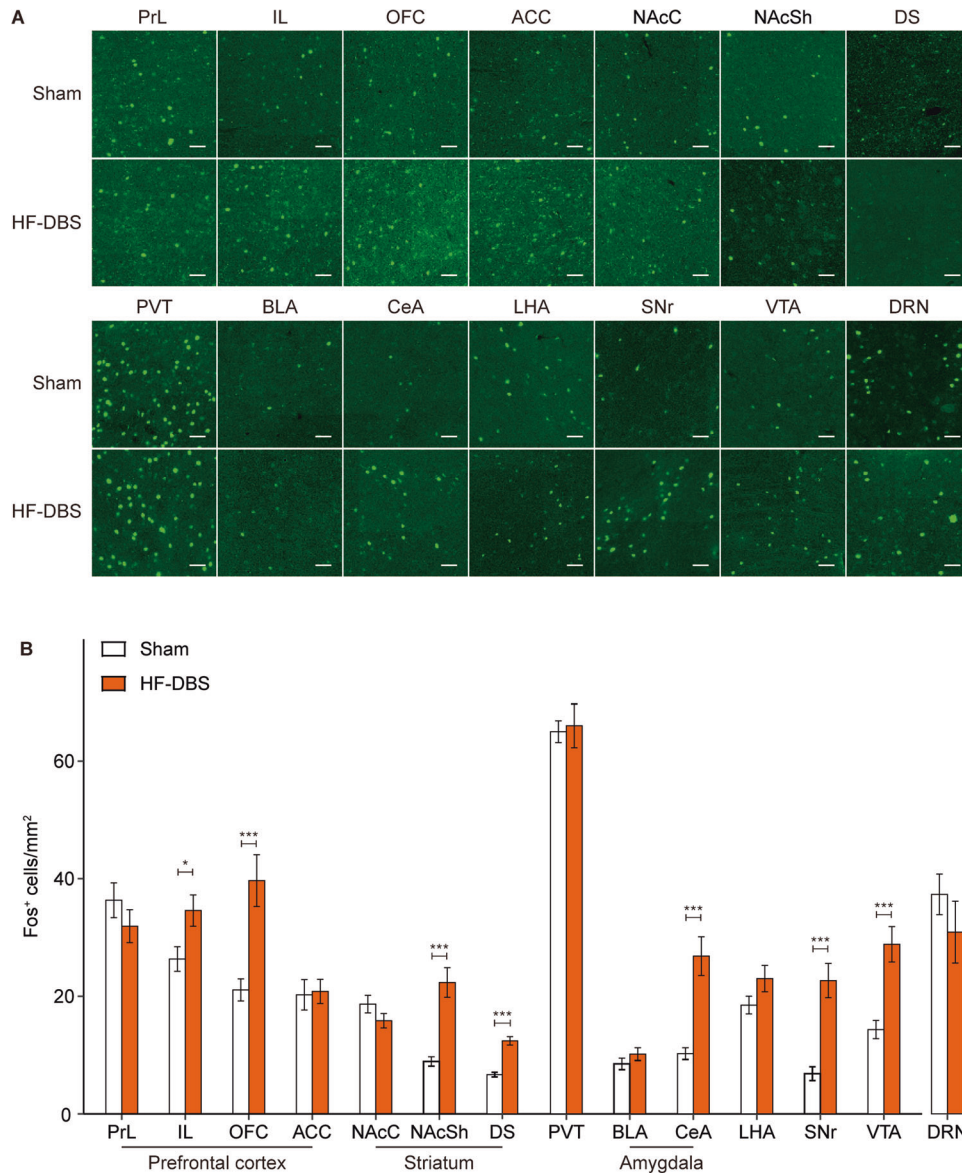 A
PrL IL OFC ACC NAcC NAcSh DS
Sham
HF-DBS
PVT BLA CeA LHA SNr VTA DRN
Sham
HF-DBS
B
Sham
HF-DBS
Fos⁺ cells/mm²
60
40
20
0
* *** *** *** *** *** ***
PrL IL OFC ACC NAcC NAcSh DS PVT BLA CeA LHA SNr VTA DRN
Prefrontal cortex Striatum Amygdala